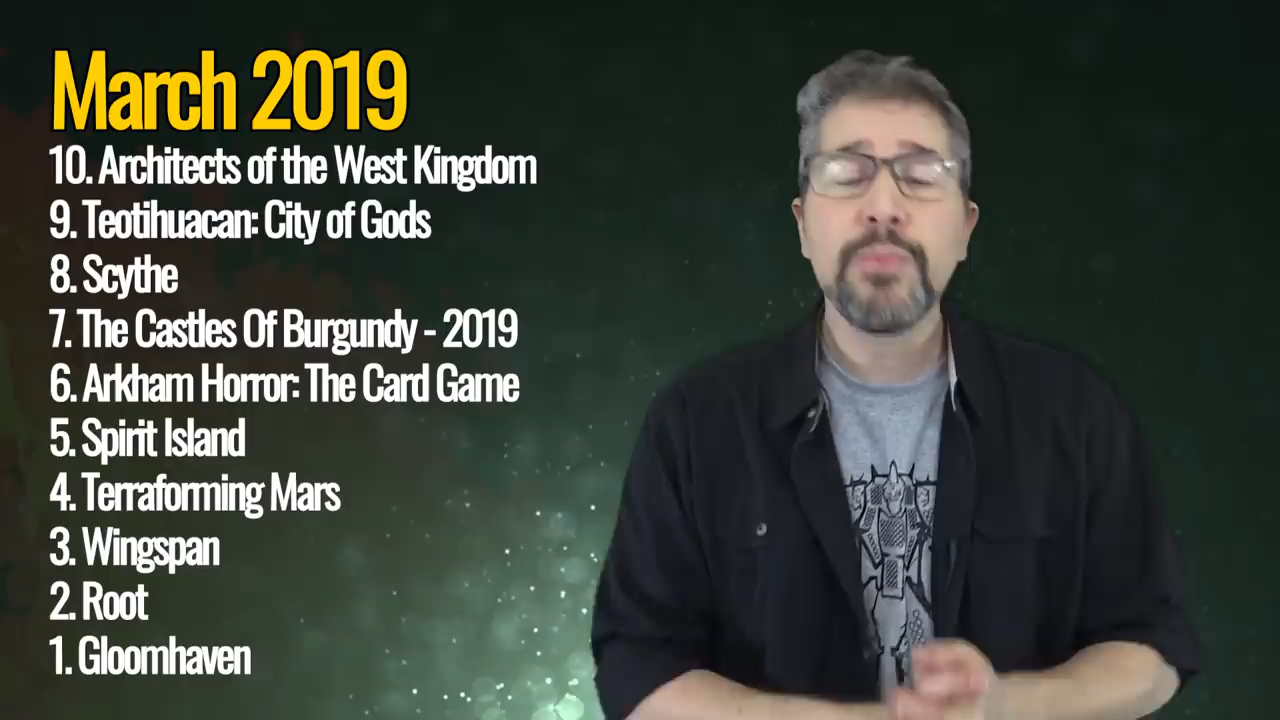 March 2019
10. Architects of the West Kingdom
9. Teotihuacan: City of Gods
8. Scythe
7. The Castles Of Burgundy - 2019
6. Arkham Horror: The Card Game
5. Spirit Island
4. Terraforming Mars
3. Wingspan
2. Root
1. Gloomhaven